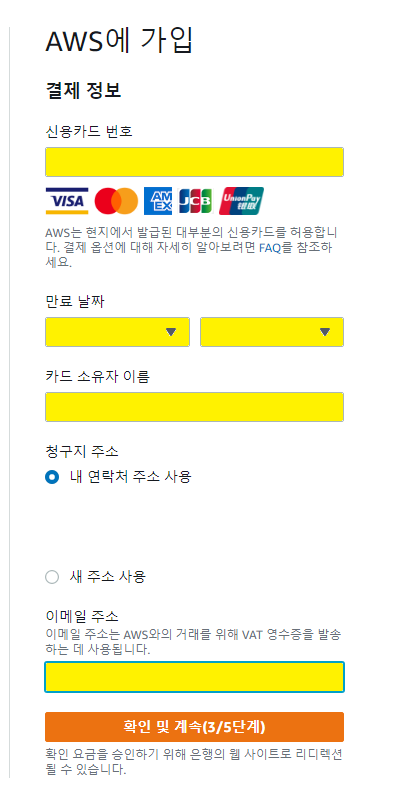 AWS에 가입
결제 정보
신용카드 번호
VISA AM EX JCB UnionPay 银联
AWS는 현지에서 발급된 대부분의 신용카드를 허용합니
다. 결제 옵션에 대해 자세히 알아보려면 FAQ를 참조하
세요.
만료 날짜
카드 소유자 이름
청구지 주소
내 연락처 주소 사용
새 주소 사용
이메일 주소
이메일 주소는 AWS와의 거래를 위해 VAT 영수증을 발송
하는 데 사용됩니다.
확인 및 계속(3/5단계)
확인 요금을 승인하기 위해 은행의 웹 사이트로 리디렉션
될 수 있습니다.